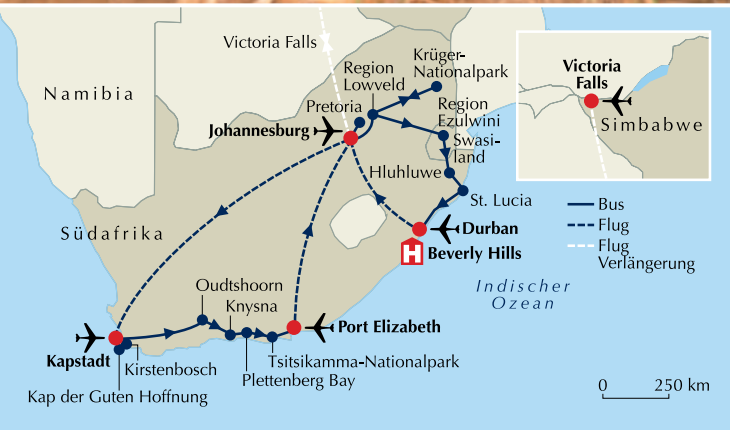 Victoria Falls
Namibia
Krüger-
Nationalpark
Region
Lowveld
Pretoria
Johannesburg
Region
Ezulwini
Swasi-
land
Hluhluwe
St. Lucia
Durban
H
Beverly Hills
Südafrika
Indischer
Ozean
Oudtshoorn
Knysna
Port Elizabeth
Kapstadt
Kirstenbosch
Tsitsikamma-Nationalpark
Plettenberg Bay
Kap der Guten Hoffnung
Victoria
Falls
Simbabwe
Bus
Flug
Flug
Verlängerung
0 250 km